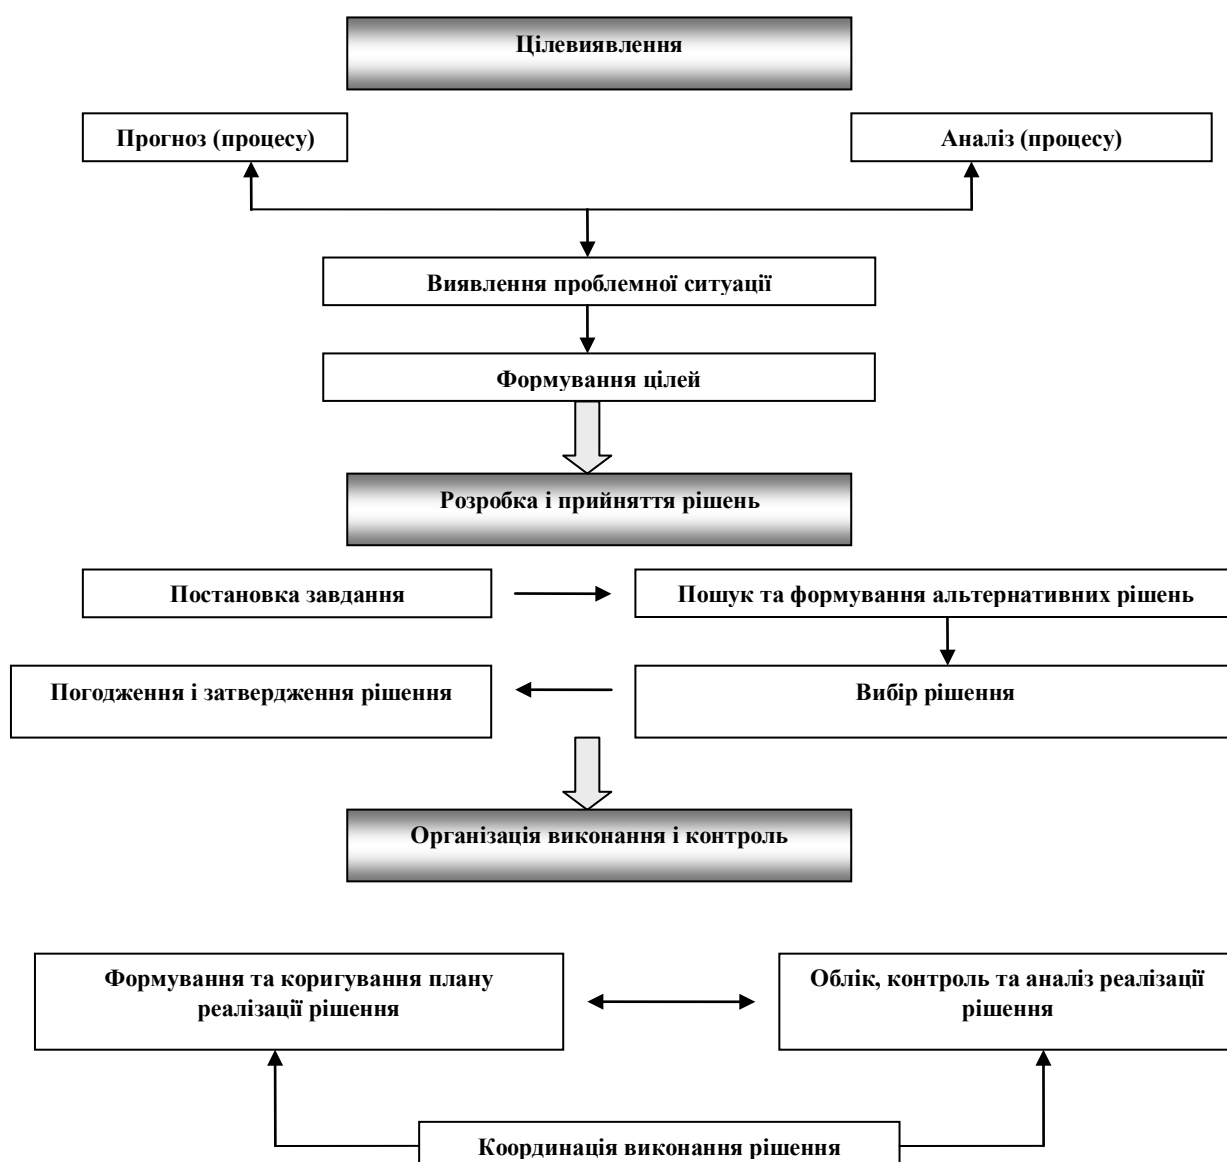 Цілевиявлення
Прогноз (процесу)
Аналіз (процесу)
Виявлення проблемної ситуації
Формування цілей
Розробка і прийняття рішень
Постановка завдання
Пошук та формування альтернативних рішень
Погодження і затвердження рішення
Вибір рішення
Організація виконання і контроль
Формування та коригування плану
реалізації рішення
Облік, контроль та аналіз реалізації
рішення
Координація виконання рішення